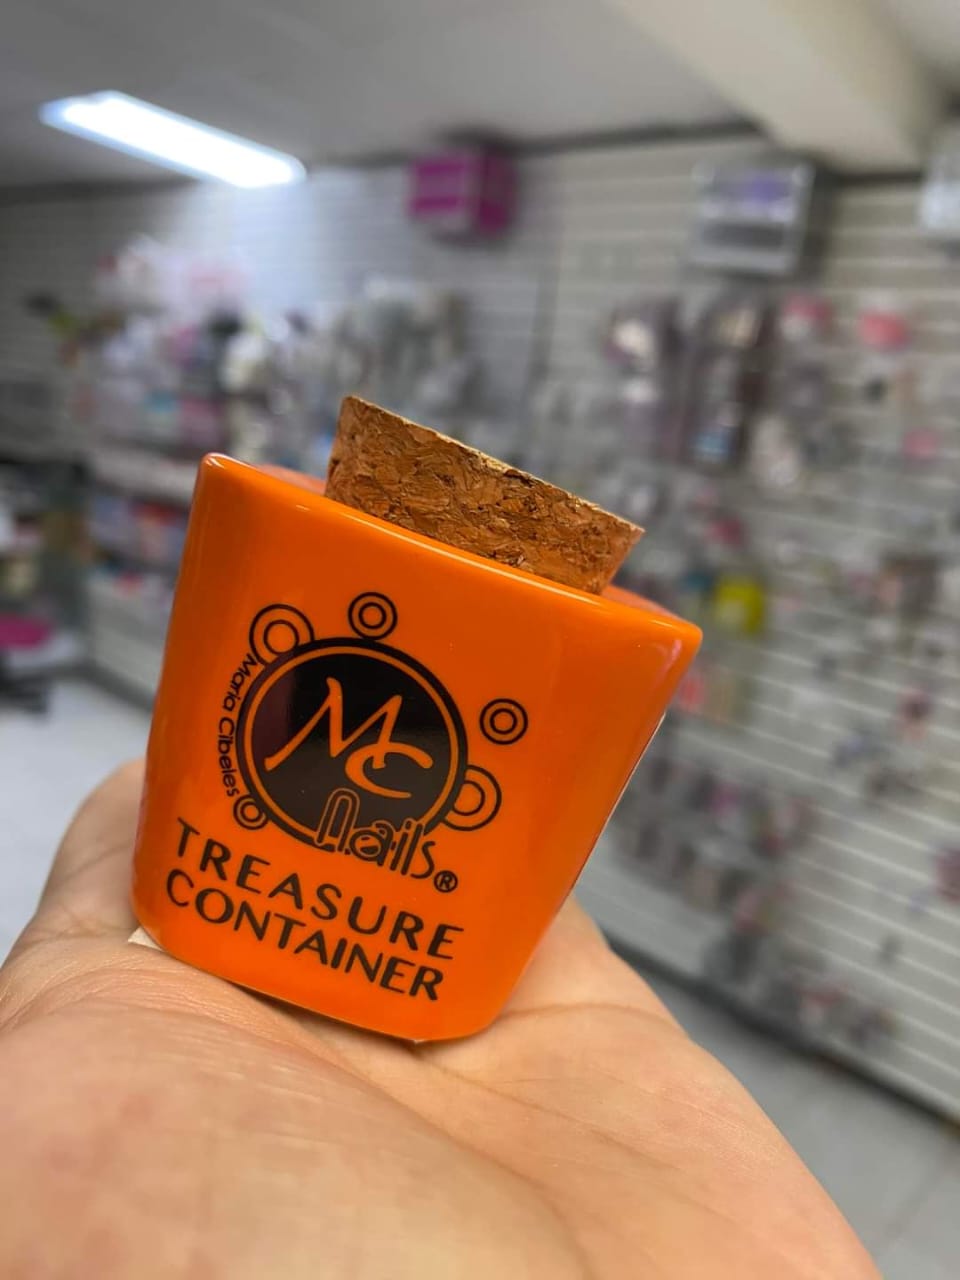 Maria Cibeles
MC
nails®
TREASURE
CONTAINER